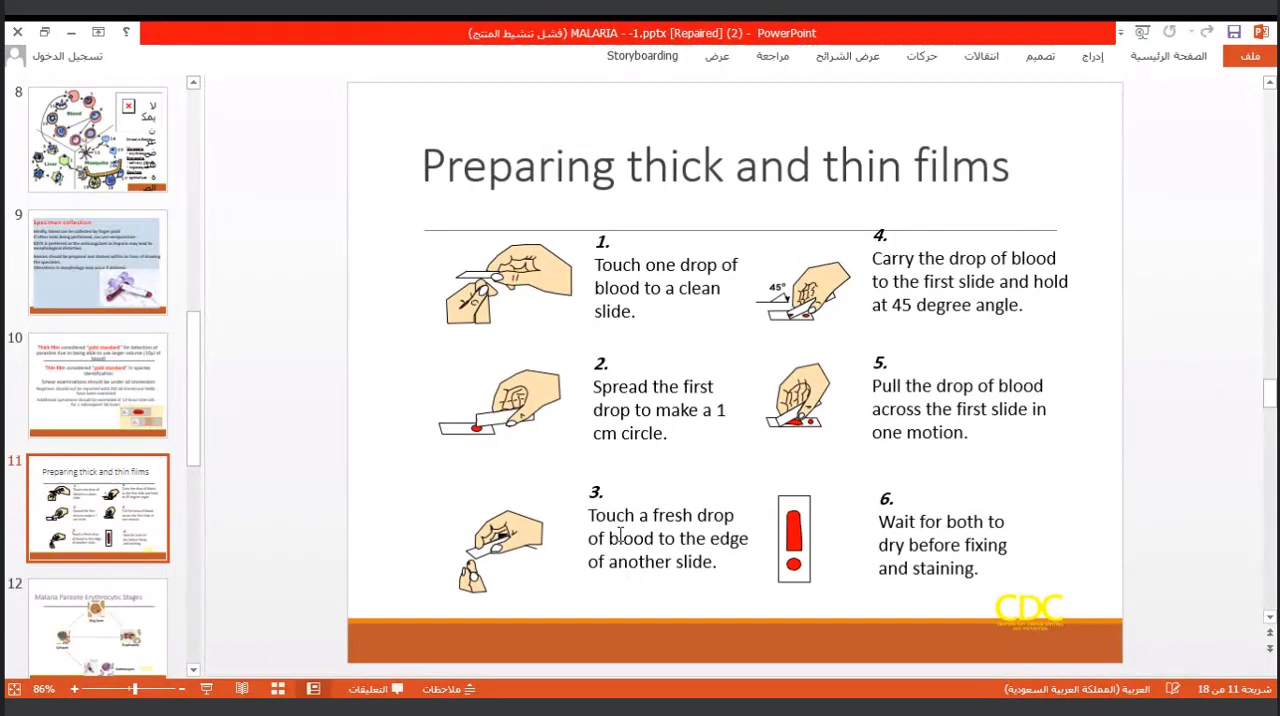 (فشل تنشيط المنتج) MALARIA - -1.pptx [Repaired] (2) - PowerPoint
ملف
الصفحة الرئيسية
إدراج
تصميم
انتقالات
حركات
عرض الشرائح
مراجعة
عرض
Storyboarding
تسجيل الدخول
8
Blood
Liver
Mosquito
9
Specimen collection
10
11
Preparing thick and thin films
12
Malaria Parasite Erythrocytic Stages
Preparing thick and thin films
1.
Touch one drop of
blood to a clean
slide.
2.
Spread the first
drop to make a 1
cm circle.
3.
Touch a fresh drop
of blood to the edge
of another slide.
4.
45°
Carry the drop of blood
to the first slide and hold
at 45 degree angle.
5.
Pull the drop of blood
across the first slide in
one motion.
6.
Wait for both to
dry before fixing
and staining.
CDC
شريحة 11 من 18
العربية (المملكة العربية السعودية)
ملاحظات
التعليقات
86%